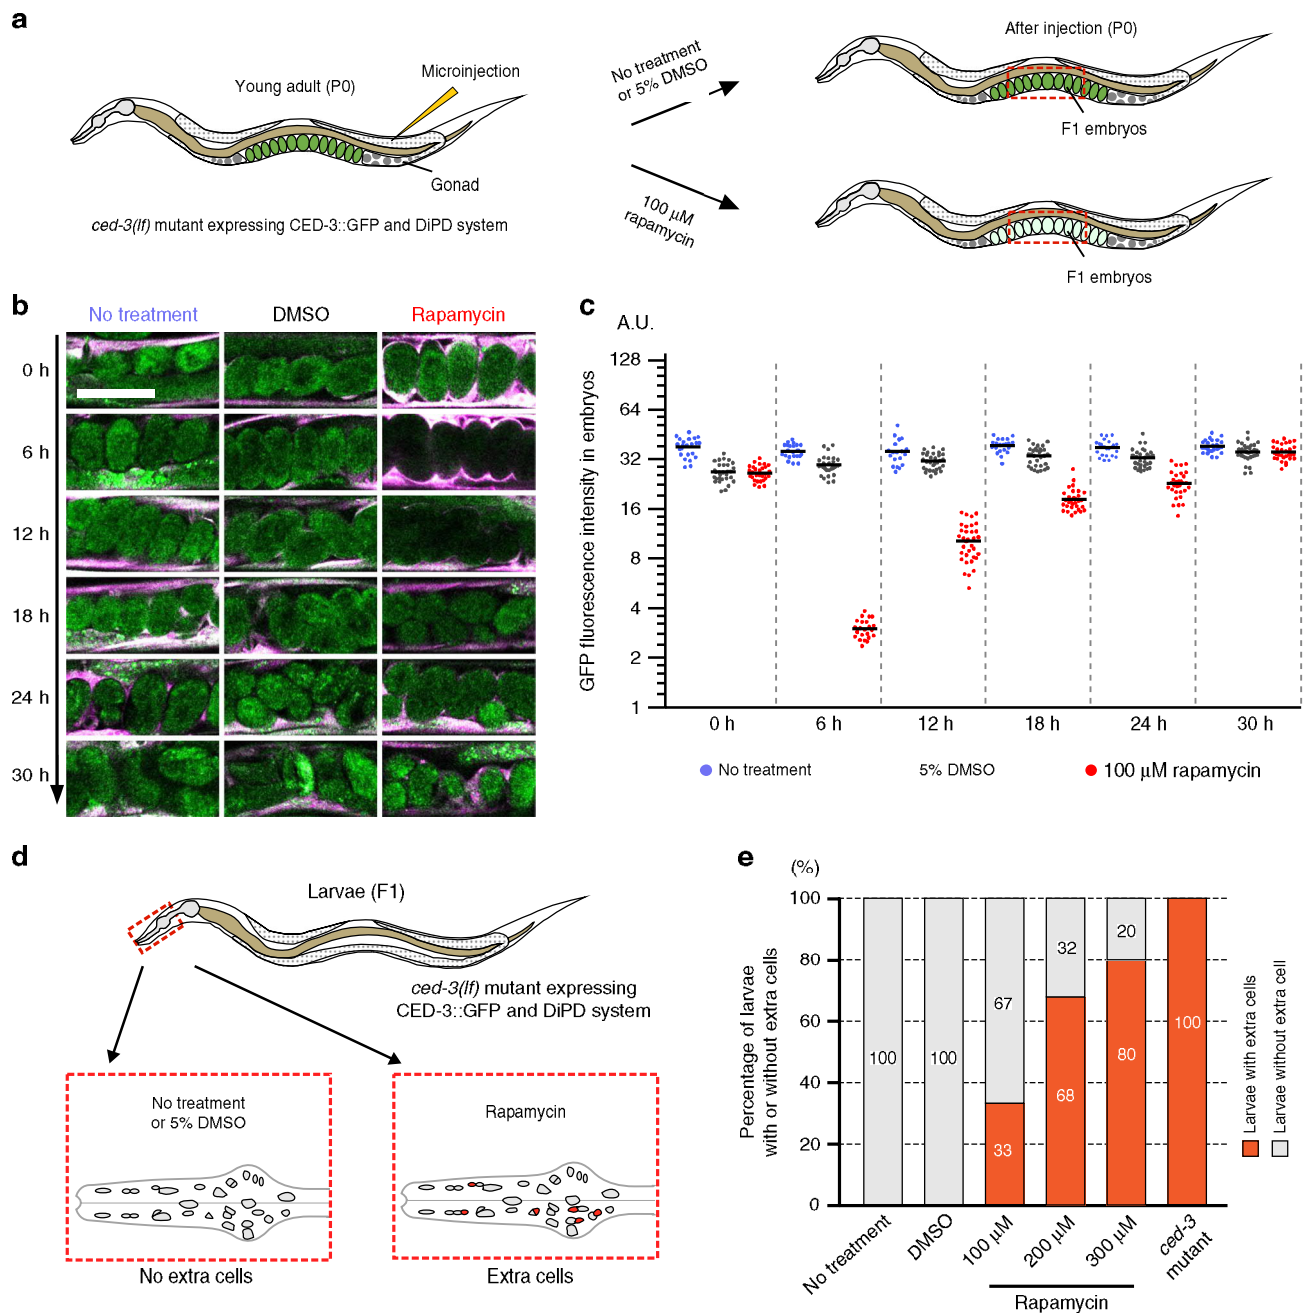 a
Young adult (P0)
Microinjection
Gonad
ced-3(lf) mutant expressing CED-3::GFP and DiPD system
No treatment
or 5% DMSO
100 μM
rapamycin
After injection (P0)
F1 embryos
F1 embryos
b
No treatment DMSO Rapamycin
0 h
6 h
12 h
18 h
24 h
30 h
c
A.U.
GFP fluorescence intensity in embryos
128
64
32
16
8
4
2
1
0 h 6 h 12 h 18 h 24 h 30 h
No treatment 5% DMSO 100 μM rapamycin
d
Larvae (F1)
ced-3(lf) mutant expressing
CED-3::GFP and DiPD system
No treatment
or 5% DMSO
Rapamycin
No extra cells
Extra cells
e
(%)
Percentage of larvae
with or without extra cells
100
80
60
40
20
0
100
100
67
33
32
68
20
80
100
No treatment
DMSO
100 μM
200 μM
300 μM
ced-3
mutant
Rapamycin
Larvae with extra cells
Larvae without extra cell